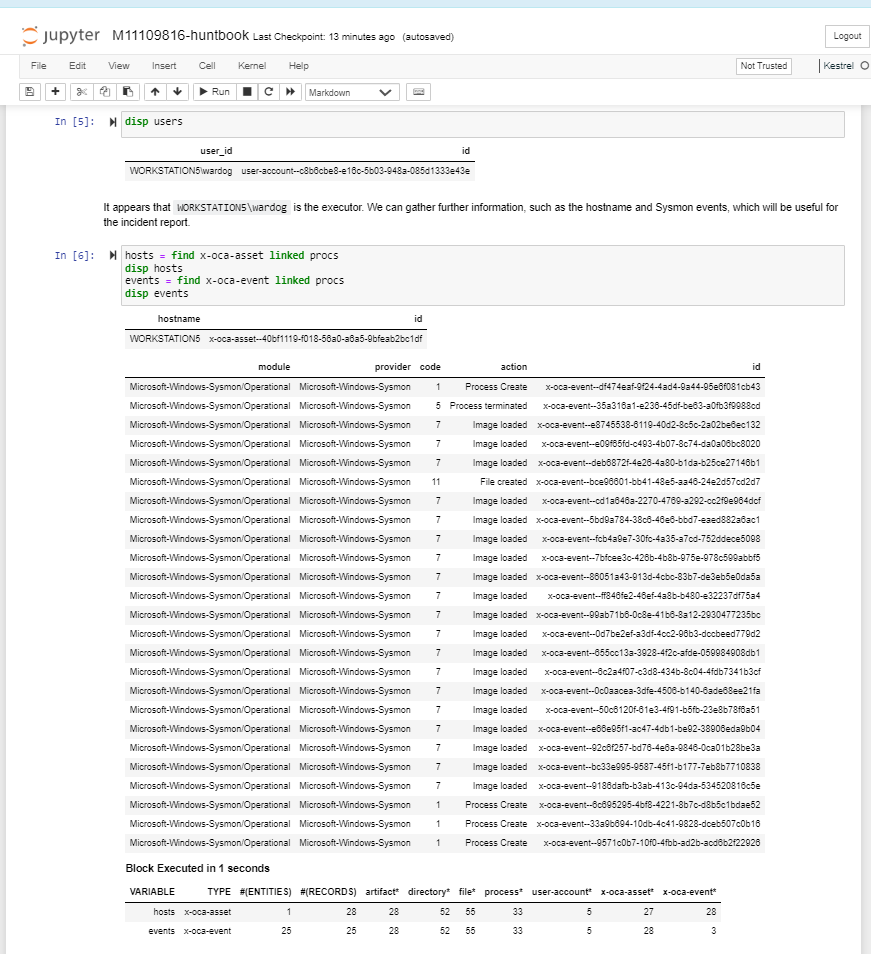 jupyter M11109816-huntbook Last Checkpoint: 13 minutes ago (autosaved)
Logout
File Edit View Insert Cell Kernel Help
Not Trusted
Kestrel
Run
Markdown
In [5]: disp users
user_id id
WORKSTATION5\wardog user-account--c8b6cbe8-e16c-5b03-948a-085d1333e43e
It appears that WORKSTATION5\wardog is the executor. We can gather further information, such as the hostname and Sysmon events, which will be useful for
the incident report.
In [6]: hosts = find x-oca-asset linked procs
disp hosts
events = find x-oca-event linked procs
disp events
hostname id
WORKSTATION5 x-oca-asset--40bf1119-f018-56a0-a6a5-9bfeab2bc1df
module provider code action id
Microsoft-Windows-Sysmon/Operational Microsoft-Windows-Sysmon 1 Process Create x-oca-event--df474eaf-9f24-4ad4-9a44-95e6f081cb43
Microsoft-Windows-Sysmon/Operational Microsoft-Windows-Sysmon 5 Process terminated x-oca-event--35a316a1-e236-45df-be63-a0fb3f9988cd
Microsoft-Windows-Sysmon/Operational Microsoft-Windows-Sysmon 7 Image loaded x-oca-event--e8745538-6119-40d2-8c5c-2a02be6ec132
Microsoft-Windows-Sysmon/Operational Microsoft-Windows-Sysmon 7 Image loaded x-oca-event--e09f65fd-c493-4b07-8c74-da0a06bc8020
Microsoft-Windows-Sysmon/Operational Microsoft-Windows-Sysmon 7 Image loaded x-oca-event--deb6872f-4e26-4a80-b1da-b25ce27146b1
Microsoft-Windows-Sysmon/Operational Microsoft-Windows-Sysmon 11 File created x-oca-event--bce96601-bb41-48e5-aa46-24e2d57cd2d7
Microsoft-Windows-Sysmon/Operational Microsoft-Windows-Sysmon 7 Image loaded x-oca-event--cd1a646a-2270-4769-a292-cc2f9e964dcf
Microsoft-Windows-Sysmon/Operational Microsoft-Windows-Sysmon 7 Image loaded x-oca-event--5bd9a784-38c6-46e6-bbd7-eaed882a6ac1
Microsoft-Windows-Sysmon/Operational Microsoft-Windows-Sysmon 7 Image loaded x-oca-event--fcb4a9e7-30fc-4a35-a7cd-752ddece5098
Microsoft-Windows-Sysmon/Operational Microsoft-Windows-Sysmon 7 Image loaded x-oca-event--7bfcee3c-426b-4b8b-975e-978c599abbf5
Microsoft-Windows-Sysmon/Operational Microsoft-Windows-Sysmon 7 Image loaded x-oca-event--86051a43-913d-4cbc-83b7-de3eb5e0da5a
Microsoft-Windows-Sysmon/Operational Microsoft-Windows-Sysmon 7 Image loaded x-oca-event--ff846fe2-46ef-4a8b-b480-e32237df75a4
Microsoft-Windows-Sysmon/Operational Microsoft-Windows-Sysmon 7 Image loaded x-oca-event--99ab71b6-0c8e-41b6-8a12-2930477235bc
Microsoft-Windows-Sysmon/Operational Microsoft-Windows-Sysmon 7 Image loaded x-oca-event--0d7be2ef-a3df-4cc2-96b3-dccbeed779d2
Microsoft-Windows-Sysmon/Operational Microsoft-Windows-Sysmon 7 Image loaded x-oca-event--655cc13a-3928-4f2c-afde-059984908db1
Microsoft-Windows-Sysmon/Operational Microsoft-Windows-Sysmon 7 Image loaded x-oca-event--6c2a4f07-c3d8-434b-8c04-4fdb7341b3cf
Microsoft-Windows-Sysmon/Operational Microsoft-Windows-Sysmon 7 Image loaded x-oca-event--0c0aacea-3dfe-4506-b140-6ade68ee21fa
Microsoft-Windows-Sysmon/Operational Microsoft-Windows-Sysmon 7 Image loaded x-oca-event--50c6120f-61e3-4f91-b5fb-23e8b78f6a51
Microsoft-Windows-Sysmon/Operational Microsoft-Windows-Sysmon 7 Image loaded x-oca-event--e66e95f1-ac47-4db1-be92-38906eda9b04
Microsoft-Windows-Sysmon/Operational Microsoft-Windows-Sysmon 7 Image loaded x-oca-event--92c6f257-bd76-4e6a-9846-0ca01b28be3a
Microsoft-Windows-Sysmon/Operational Microsoft-Windows-Sysmon 7 Image loaded x-oca-event--bc33e995-9587-45f1-b177-7eb8b7710838
Microsoft-Windows-Sysmon/Operational Microsoft-Windows-Sysmon 7 Image loaded x-oca-event--9186dafb-b3ab-413c-94da-534520816c5e
Microsoft-Windows-Sysmon/Operational Microsoft-Windows-Sysmon 1 Process Create x-oca-event--6c695295-4bf8-4221-8b7c-d8b5c1bdae52
Microsoft-Windows-Sysmon/Operational Microsoft-Windows-Sysmon 1 Process Create x-oca-event--33a9b694-10db-4c41-9828-dceb507c0b16
Microsoft-Windows-Sysmon/Operational Microsoft-Windows-Sysmon 1 Process Create x-oca-event--9571c0b7-10f0-4fbb-ad2b-acd6b2f22926
Block Executed in 1 seconds
VARIABLE TYPE #(ENTITIES) #(RECORDS) artifact* directory* file* process* user-account* x-oca-asset* x-oca-event*
hosts x-oca-asset 1 28 28 52 55 33 5 27 28
events x-oca-event 25 25 28 52 55 33 5 28 3